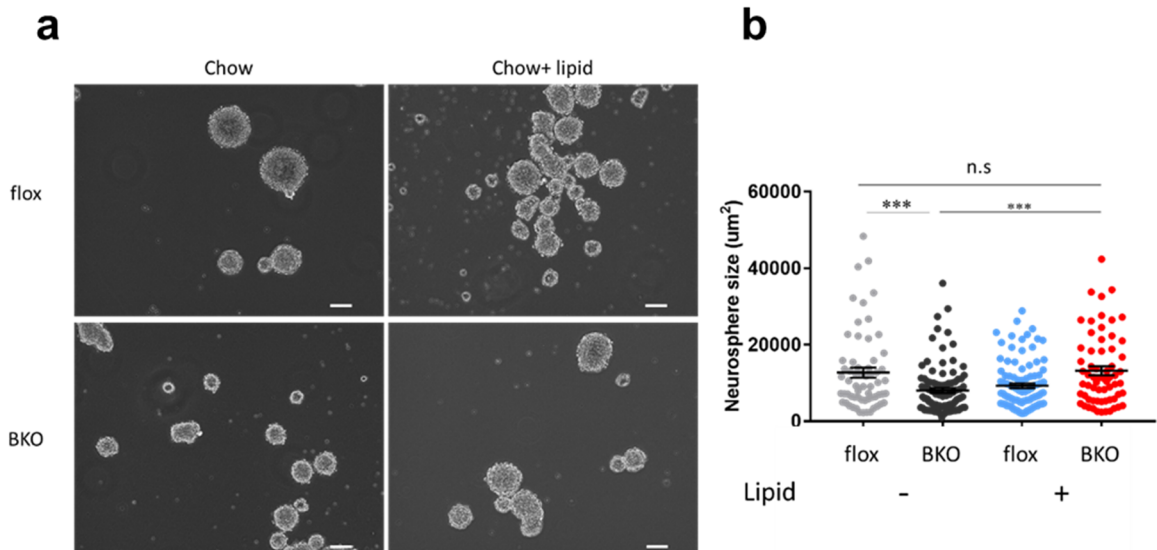 a
Chow
Chow+ lipid
flox
BKO
b
n.s
***
***
Neurosphere size (um²)
60000
40000
20000
0
flox
BKO
flox
BKO
Lipid
-
+